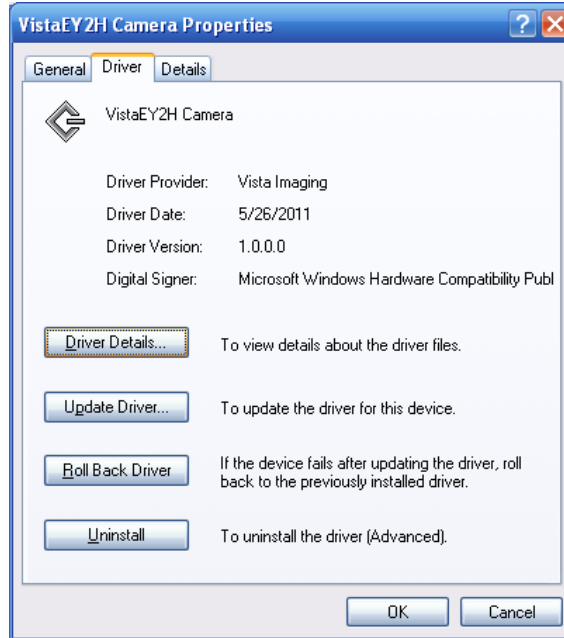 VistaEY2H Camera Properties
General Driver Details
VistaEY2H Camera
Driver Provider: Vista Imaging
Driver Date: 5/26/2011
Driver Version: 1.0.0.0
Digital Signer: Microsoft Windows Hardware Compatibility Publ
Driver Details... To view details about the driver files.
Update Driver... To update the driver for this device.
Roll Back Driver If the device fails after updating the driver, roll
back to the previously installed driver.
Uninstall To uninstall the driver (Advanced).
OK Cancel